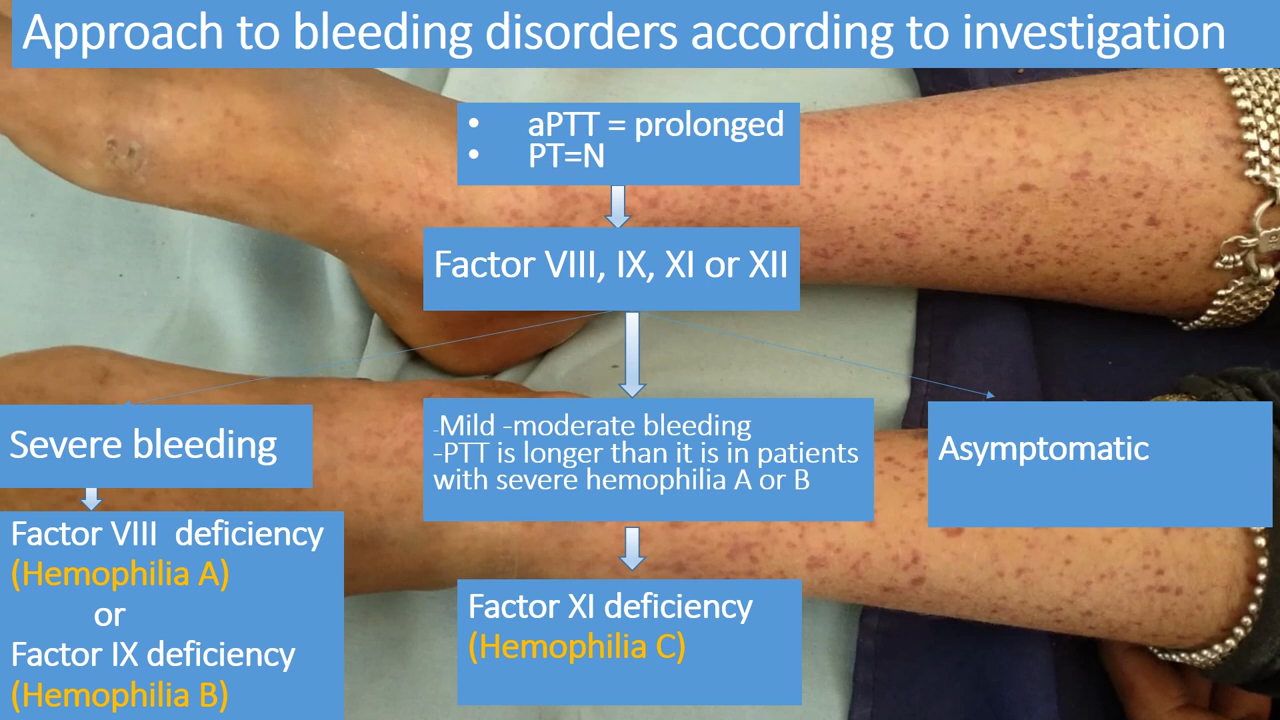 Approach to bleeding disorders according to investigation
• aPTT = prolonged
• PT=N
Factor VIII, IX, XI or XII
Severe bleeding
-Mild -moderate bleeding
-PTT is longer than it is in patients
with severe hemophilia A or B
Asymptomatic
Factor VIII deficiency
(Hemophilia A)
or
Factor IX deficiency
(Hemophilia B)
Factor XI deficiency
(Hemophilia C)